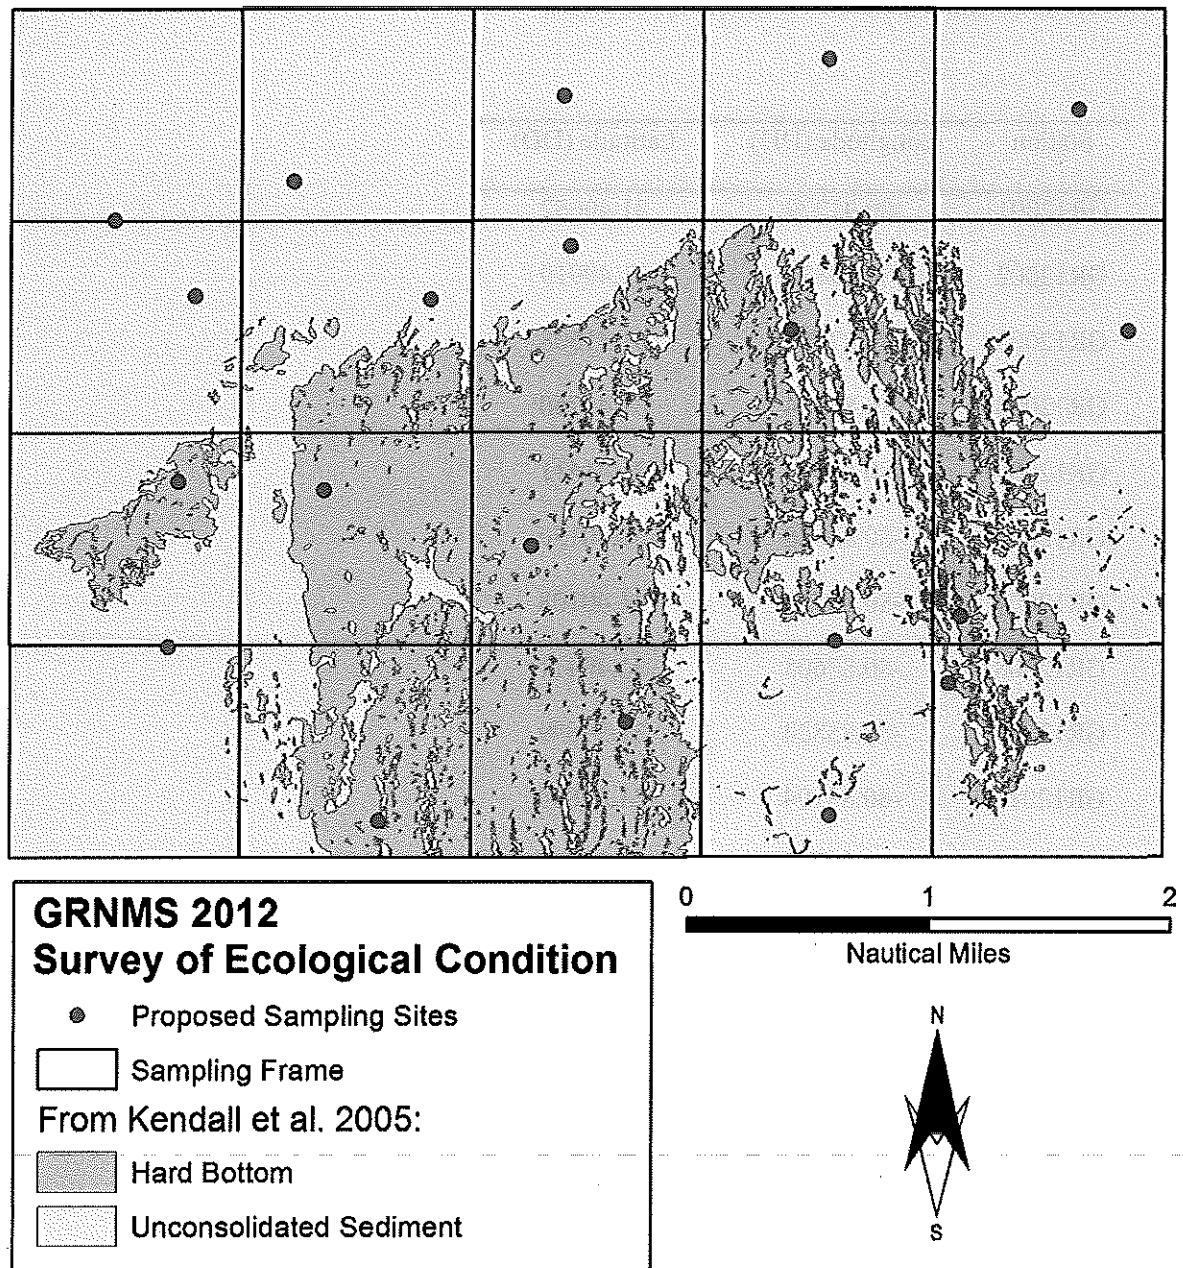 GRNMS 2012
Survey of Ecological Condition
Proposed Sampling Sites
Sampling Frame
From Kendall et al. 2005:
Hard Bottom
Unconsolidated Sediment
0 1 2
Nautical Miles
N
S